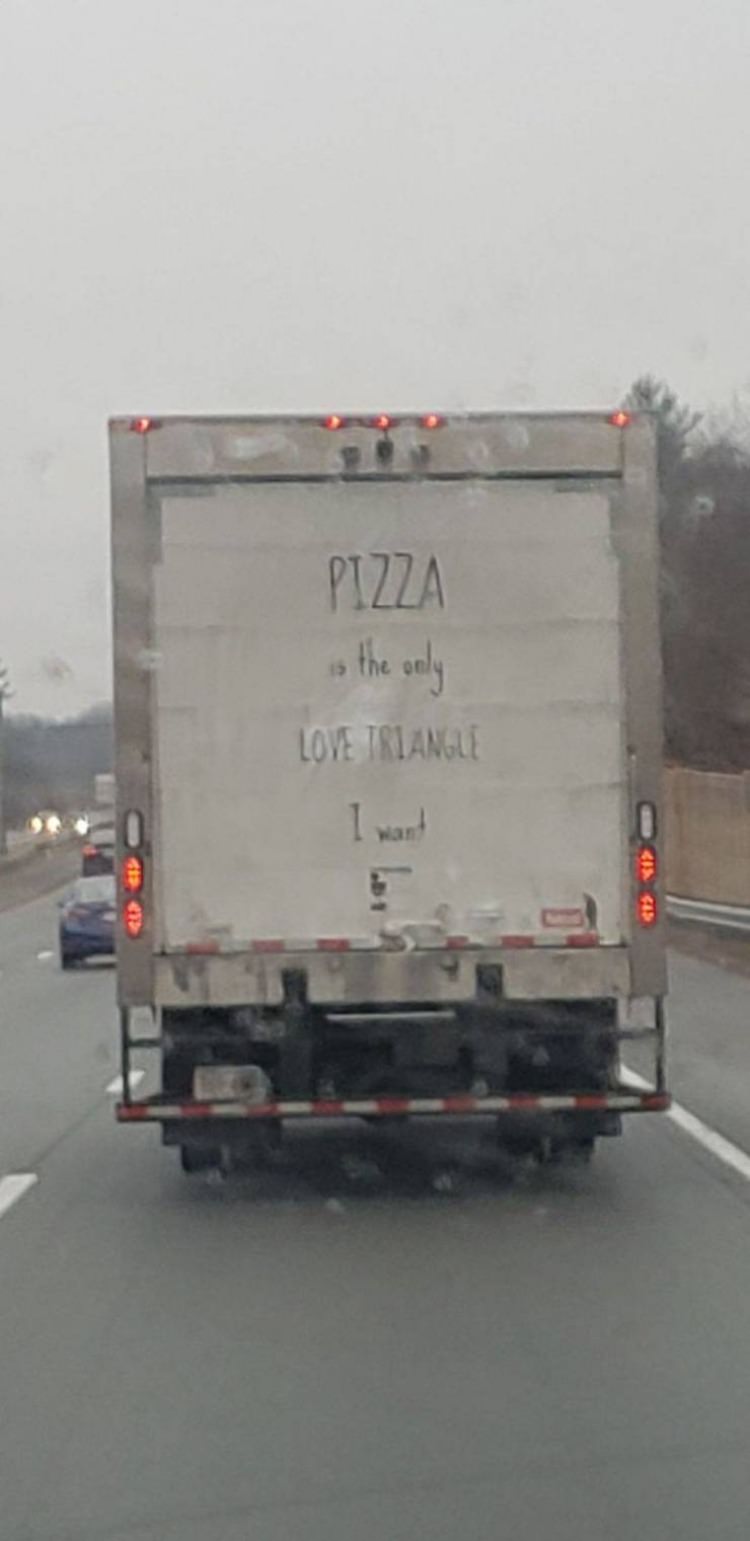 PIZZA
is the only
LOVE TRIANGLE
I want